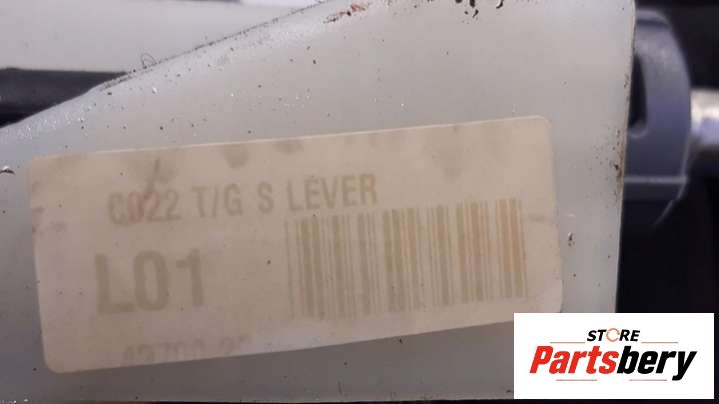 C022 T/G S LEVER
L01
STORE
Partsbery